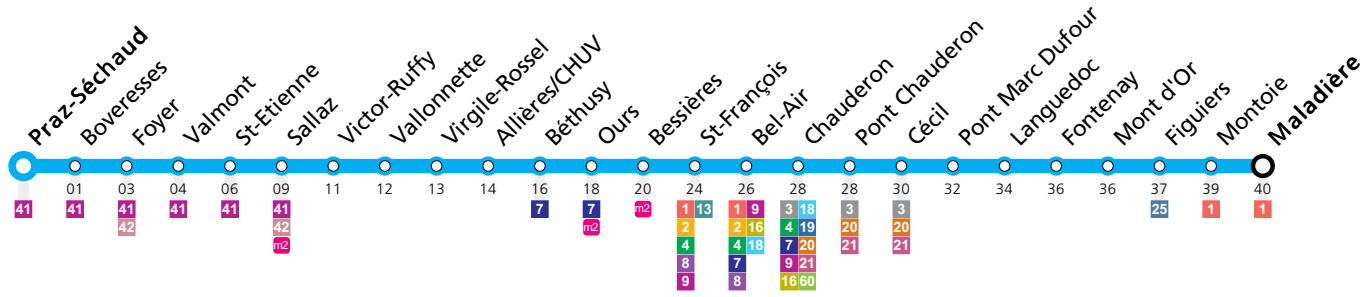 Praz-Séchaud
Boveresses
Foyer
Valmont
St-Etienne
Sallaz
Victor-Ruffy
Vallonnette
Virgile-Rossel
Allières/CHUV
Béthusy
Ours
Bessières
St-François
Bel-Air
Chauderon
Pont Chauderon
Cécil
Pont Marc Dufour
Languedoc
Fontenay
Mont d'Or
Figuiers
Montoie
Maladière
01 03 04 06 09 11 12 13 14 16 18 20 24 26 28 28 30 32 34 36 36 37 39 40
41 41 41 41 41 41 7 7 m2 1 13 1 9 3 18 3 3 25 1 1
42 42 m2 2 2 16 4 19 20 20
m2 4 4 18 7 20 21 21
8 7 9 21
9 8 16 60